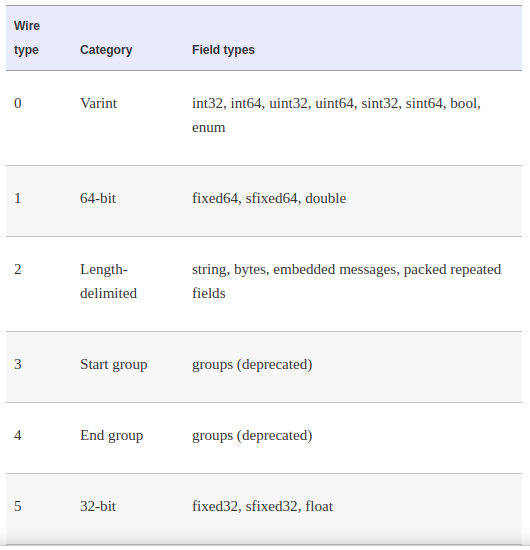 Wire
type Category Field types
0 Varint int32, int64, uint32, uint64, sint32, sint64, bool,
enum
1 64-bit fixed64, sfixed64, double
2 Length- string, bytes, embedded messages, packed repeated
delimited fields
3 Start group groups (deprecated)
4 End group groups (deprecated)
5 32-bit fixed32, sfixed32, float